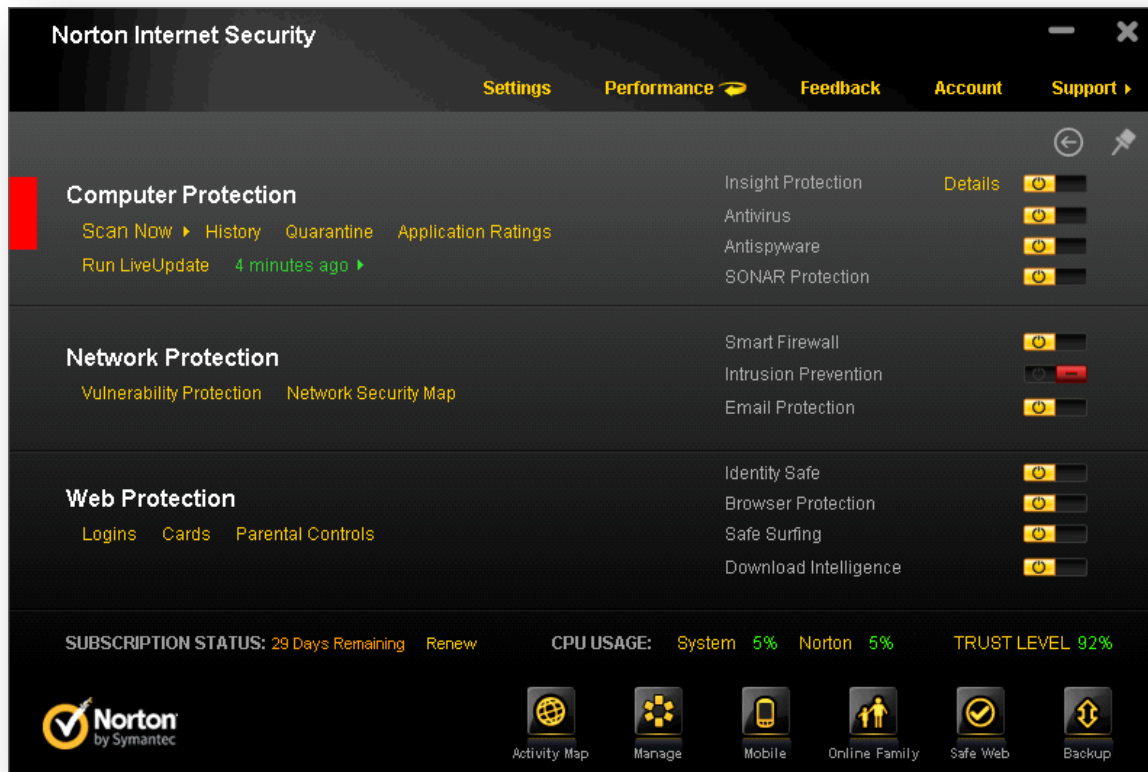 Norton Internet Security
Settings Performance Feedback Account Support
Computer Protection
Scan Now History Quarantine Application Ratings
Run LiveUpdate 4 minutes ago
Insight Protection Details
Antivirus
Antispyware
SONAR Protection
Network Protection
Vulnerability Protection Network Security Map
Smart Firewall
Intrusion Prevention
Email Protection
Web Protection
Logins Cards Parental Controls
Identity Safe
Browser Protection
Safe Surfing
Download Intelligence
SUBSCRIPTION STATUS: 29 Days Remaining Renew CPU USAGE: System 5% Norton 5% TRUST LEVEL 92%
Norton
by Symantec
Activity Map Manage Mobile Online Family Safe Web Backup